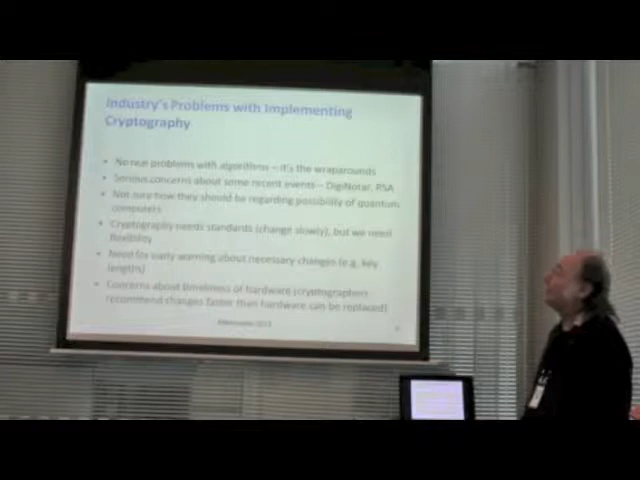 Industry's Problems with Implementing
Cryptography
• No real problems with algorithms – it's the wraparounds
• Serious concerns about some recent events – DigiNotar, RSA
• Not sure how they should be regarding possibility of quantum
computers
• Cryptography needs standards (change slowly), but we need
flexibility
• Need for early warning about necessary changes (e.g. key
lengths)
• Concerns about timeliness of hardware (cryptographers
recommend changes faster than hardware can be replaced)